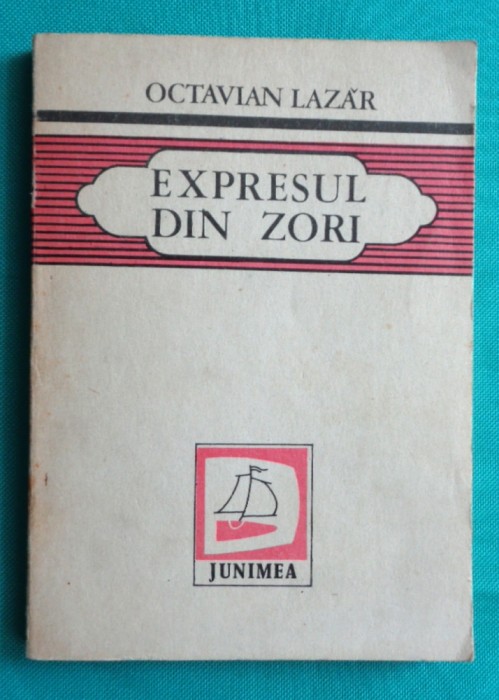 OCTAVIAN LAZĂR
EXPRESUL
DIN ZORI
JUNIMEA